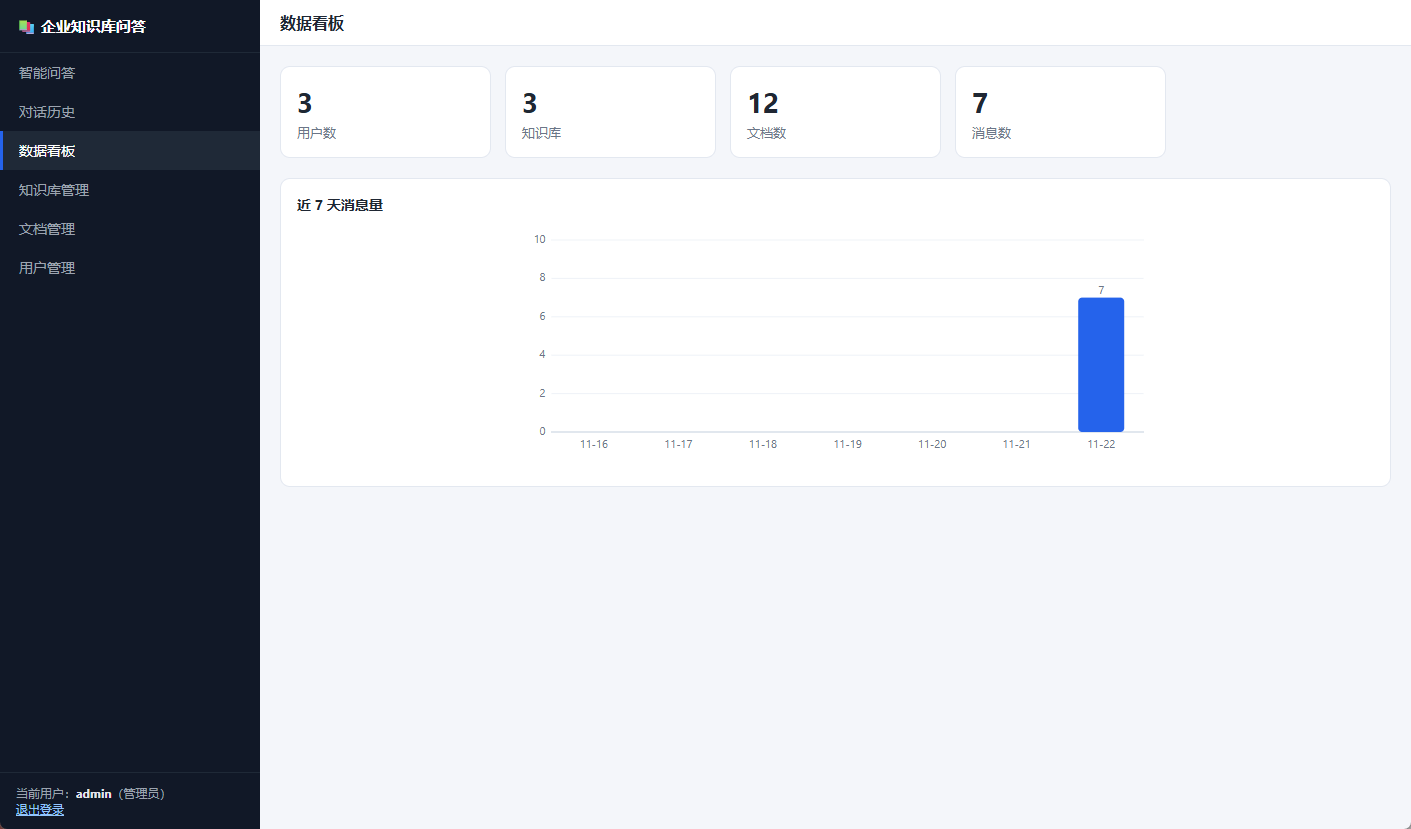 企业知识库问答
智能问答
对话历史
数据看板
知识库管理
文档管理
用户管理
当前用户：admin（管理员）
退出登录
数据看板
3
用户数
3
知识库
12
文档数
7
消息数
近 7 天消息量
10
8
6
4
2
0
7
11-16 11-17 11-18 11-19 11-20 11-21 11-22